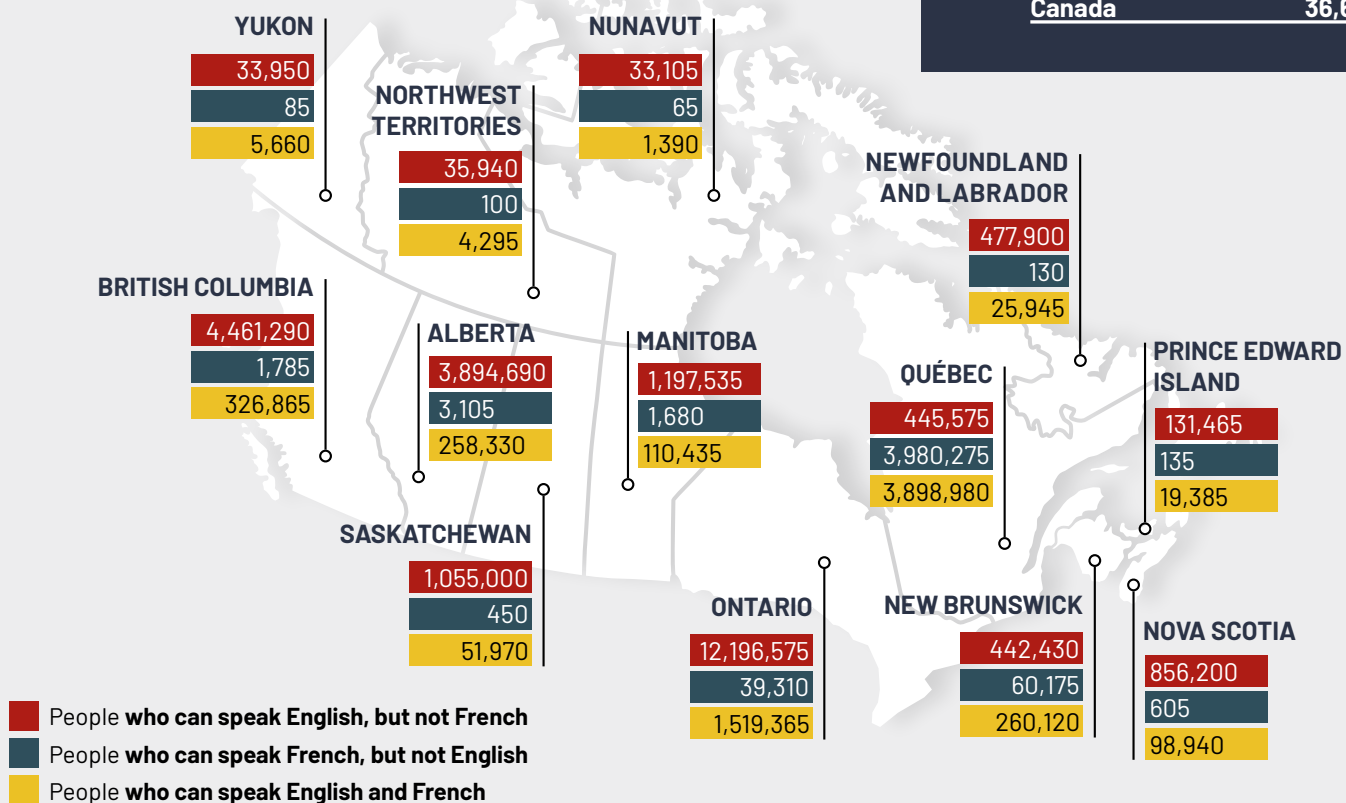 Canada 36,6
YUKON
33,950
85
5,660
NUNAVUT
33,105
65
1,390
NORTHWEST
TERRITORIES
35,940
100
4,295
NEWFOUNDLAND
AND LABRADOR
477,900
130
25,945
BRITISH COLUMBIA
4,461,290
1,785
326,865
ALBERTA
3,894,690
3,105
258,330
MANITOBA
1,197,535
1,680
110,435
QUÉBEC
445,575
3,980,275
3,898,980
PRINCE EDWARD
ISLAND
131,465
135
19,385
SASKATCHEWAN
1,055,000
450
51,970
ONTARIO
12,196,575
39,310
1,519,365
NEW BRUNSWICK
442,430
60,175
260,120
NOVA SCOTIA
856,200
605
98,940
People who can speak English, but not French
People who can speak French, but not English
People who can speak English and French